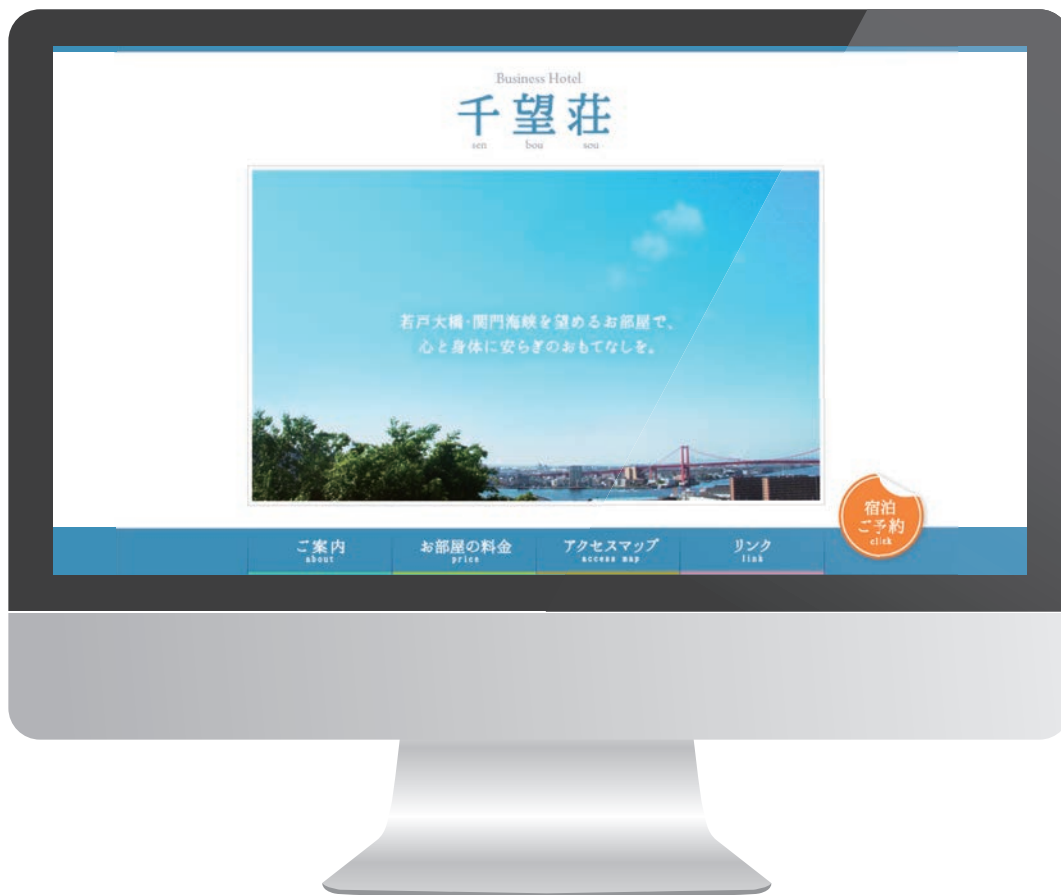 Business Hotel
千望荘
sen bou sou
若戸大橋・関門海峡を望めるお部屋で、
心と身体に安らぎのおもてなしを。
宿泊
ご予約
click
ご案内 お部屋の料金 アクセスマップ リンク
about price access map link